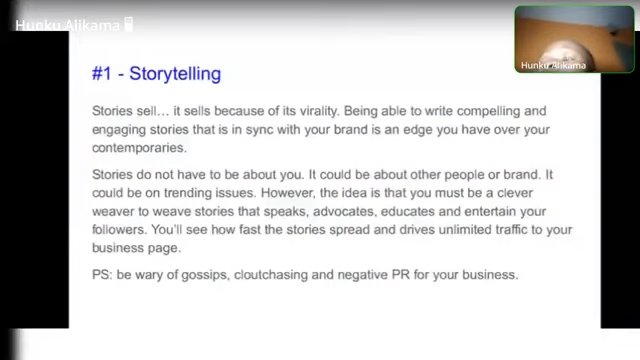 Hunku Alikama
Hunku Alikama
#1 - Storytelling
Stories sell... it sells because of its virality. Being able to write compelling and
engaging stories that is in sync with your brand is an edge you have over your
contemporaries.
Stories do not have to be about you. It could be about other people or brand. It
could be on trending issues. However, the idea is that you must be a clever
weaver to weave stories that speaks, advocates, educates and entertain your
followers. You'll see how fast the stories spread and drives unlimited traffic to your
business page.
PS: be wary of gossips, cloutchasing and negative PR for your business.